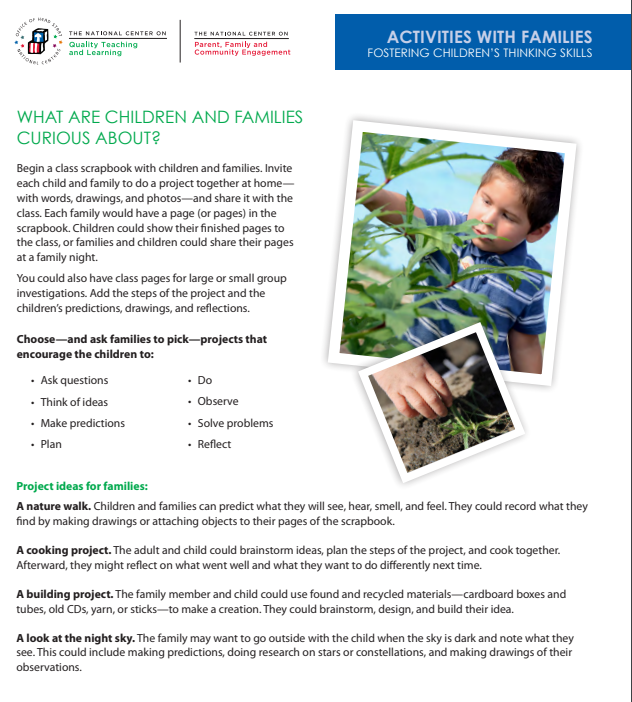 OFFICE OF HEAD START
NATIONAL CENTERS
THE NATIONAL CENTER ON
Quality Teaching
and Learning
THE NATIONAL CENTER ON
Parent, Family and
Community Engagement
ACTIVITIES WITH FAMILIES
FOSTERING CHILDREN'S THINKING SKILLS
WHAT ARE CHILDREN AND FAMILIES
CURIOUS ABOUT?
Begin a class scrapbook with children and families. Invite
each child and family to do a project together at home—
with words, drawings, and photos—and share it with the
class. Each family would have a page (or pages) in the
scrapbook. Children could show their finished pages to
the class, or families and children could share their pages
at a family night.
You could also have class pages for large or small group
investigations. Add the steps of the project and the
children's predictions, drawings, and reflections.
Choose—and ask families to pick—projects that
encourage the children to:
• Ask questions
• Think of ideas
• Make predictions
• Plan
• Do
• Observe
• Solve problems
• Reflect
Project ideas for families:
A nature walk. Children and families can predict what they will see, hear, smell, and feel. They could record what they
find by making drawings or attaching objects to their pages of the scrapbook.
A cooking project. The adult and child could brainstorm ideas, plan the steps of the project, and cook together.
Afterward, they might reflect on what went well and what they want to do differently next time.
A building project. The family member and child could use found and recycled materials—cardboard boxes and
tubes, old CDs, yarn, or sticks—to make a creation. They could brainstorm, design, and build their idea.
A look at the night sky. The family may want to go outside with the child when the sky is dark and note what they
see. This could include making predictions, doing research on stars or constellations, and making drawings of their
observations.